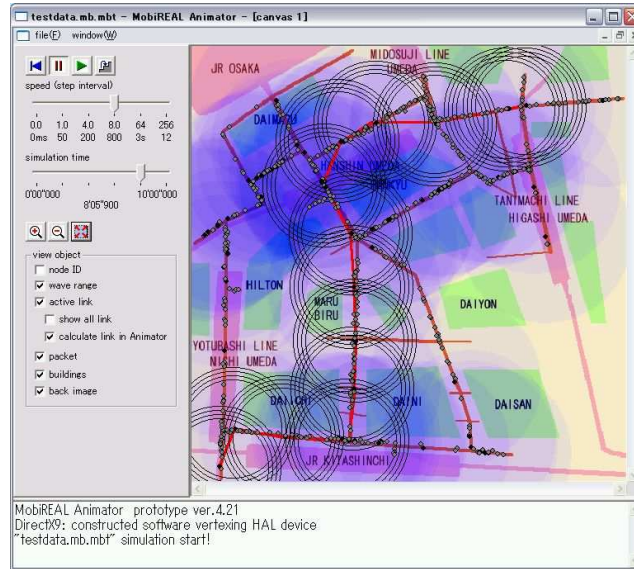 testdata.mb.mbt - MobiREAL Animator - [canvas 1]
file(F) window(W)
speed (step interval)
0.0 1.0 4.0 8.0 64 256
0ms 50 200 800 3s 12
simulation time
0'00"000 10'00"000
8'05"900
view object
node ID
wave range
active link
show all link
calculate link in Animator
packet
buildings
back image
MIDOSUJI LINE
UMEDA
JR OSAKA
DAIMARU
HANSHIN UMEDA
HANKYU
TANIMACHI LINE
HIGASHI UMEDA
HILTON
MARU
BIRU
DAIYON
YOTUBASHI LINE
NISHI UMEDA
DAIICHI
DAINI
DAISAN
JR KITASHINCHI
MobiREAL Animator prototype ver.4.21
DirectX9: constructed software vertexing HAL device
"testdata.mb.mbt" simulation start!